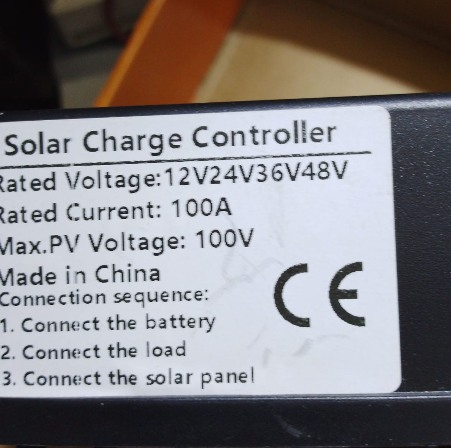 Solar Charge Controller
Rated Voltage:12V24V36V48V
Rated Current: 100A
Max.PV Voltage: 100V
Made in China
Connection sequence:
1. Connect the battery
2. Connect the load
3. Connect the solar panel
CE